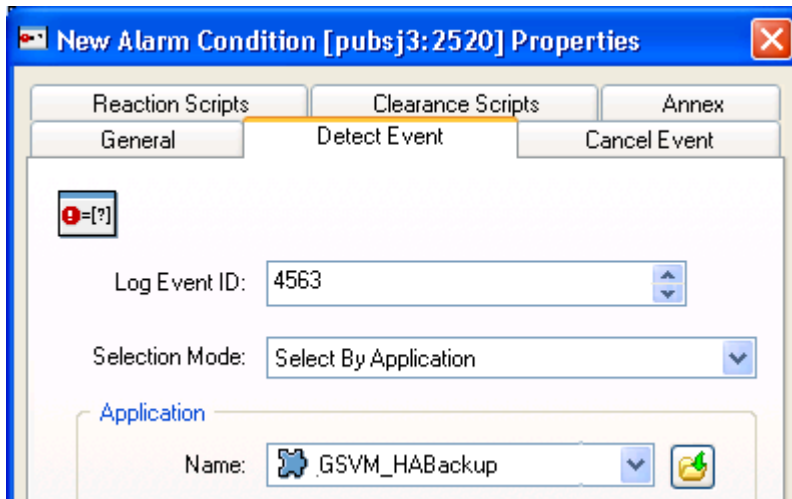 New Alarm Condition [pubsj3:2520] Properties
Reaction Scripts Clearance Scripts Annex
General Detect Event Cancel Event
!=[?]
Log Event ID: 4563
Selection Mode: Select By Application
Application
Name: GSVM_HABackup